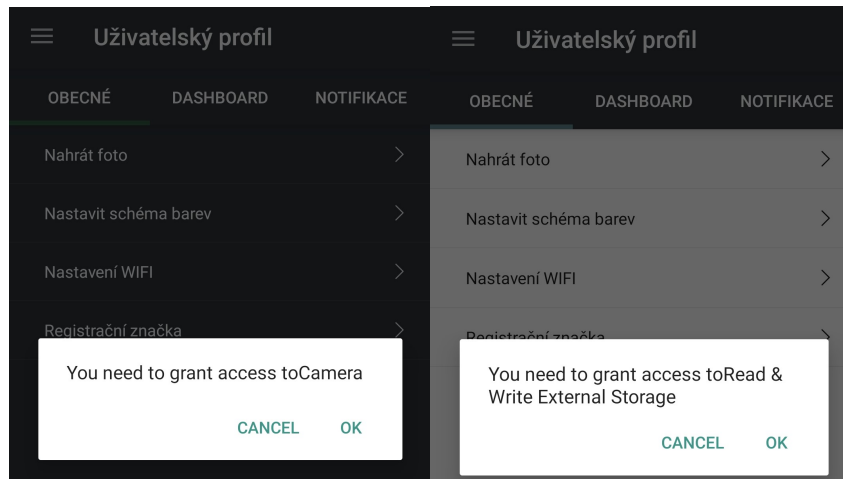 Uživatelský profil
OBECNÉ DASHBOARD NOTIFIKACE
Nahrát foto
Nastavit schéma barev
Nastavení WIFI
Registrační značka
You need to grant access toCamera
CANCEL OK
Uživatelský profil
OBECNÉ DASHBOARD NOTIFIKACE
Nahrát foto
Nastavit schéma barev
Nastavení WIFI
Registrační značka
You need to grant access toRead &
Write External Storage
CANCEL OK